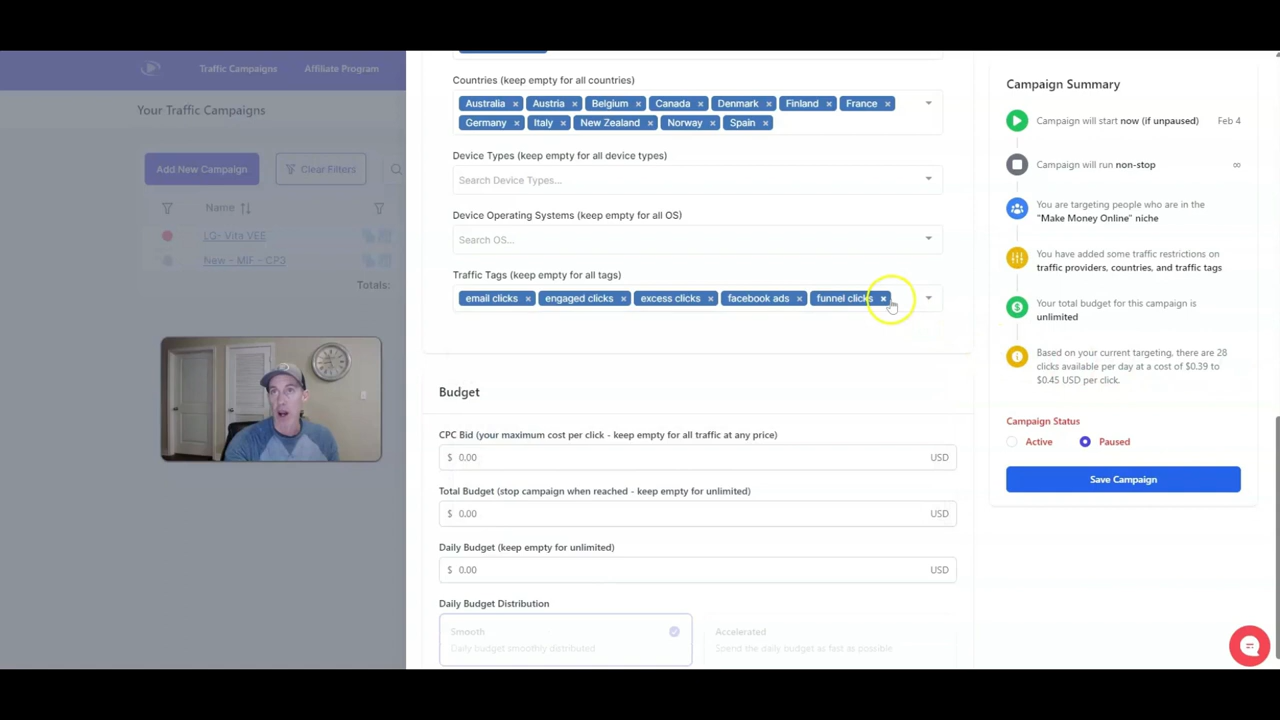 Traffic Campaigns
Affiliate Program
Your Traffic Campaigns
Add New Campaign
Clear Filters
Name
LG- Vita VEE
New - MIF - CP3
Totals:
Countries (keep empty for all countries)
Australia × Austria × Belgium × Canada × Denmark × Finland × France ×
Germany × Italy × New Zealand × Norway × Spain ×
Device Types (keep empty for all device types)
Search Device Types...
Device Operating Systems (keep empty for all OS)
Search OS...
Traffic Tags (keep empty for all tags)
email clicks × engaged clicks × excess clicks × facebook ads × funnel clicks ×
Budget
CPC Bid (your maximum cost per click - keep empty for all traffic at any price)
$ 0.00 USD
Total Budget (stop campaign when reached - keep empty for unlimited)
$ 0.00 USD
Daily Budget (keep empty for unlimited)
$ 0.00 USD
Daily Budget Distribution
Smooth
Daily budget smoothly distributed
Accelerated
Spend the daily budget as fast as possible
Campaign Summary
Campaign will start now (if unpaused) Feb 4
Campaign will run non-stop ∞
You are targeting people who are in the
"Make Money Online" niche
You have added some traffic restrictions on
traffic providers, countries, and traffic tags
Your total budget for this campaign is
unlimited
Based on your current targeting, there are 28
clicks available per day at a cost of $0.39 to
$0.45 USD per click.
Campaign Status
Active
Paused
Save Campaign